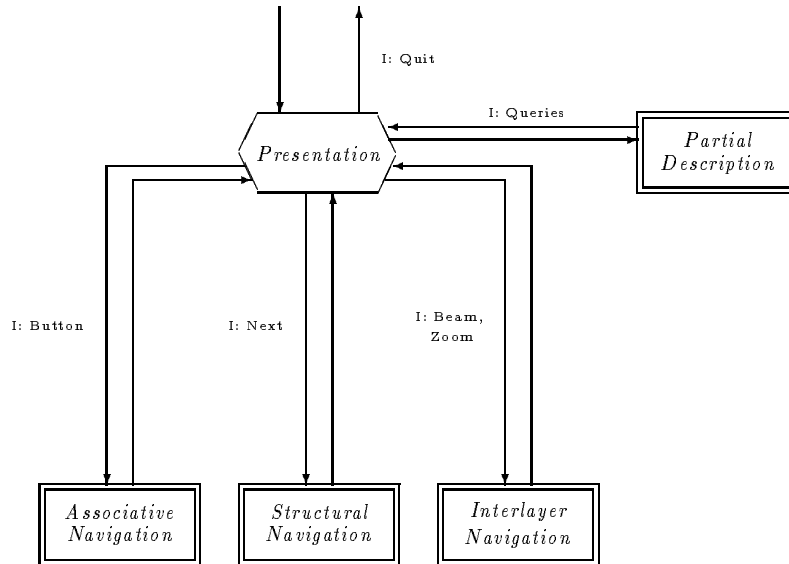 I: Quit
I: Queries
Presentation
Partial
Description
I: Button
I: Next
I: Beam,
Zoom
Associative
Navigation
Structural
Navigation
Interlayer
Navigation